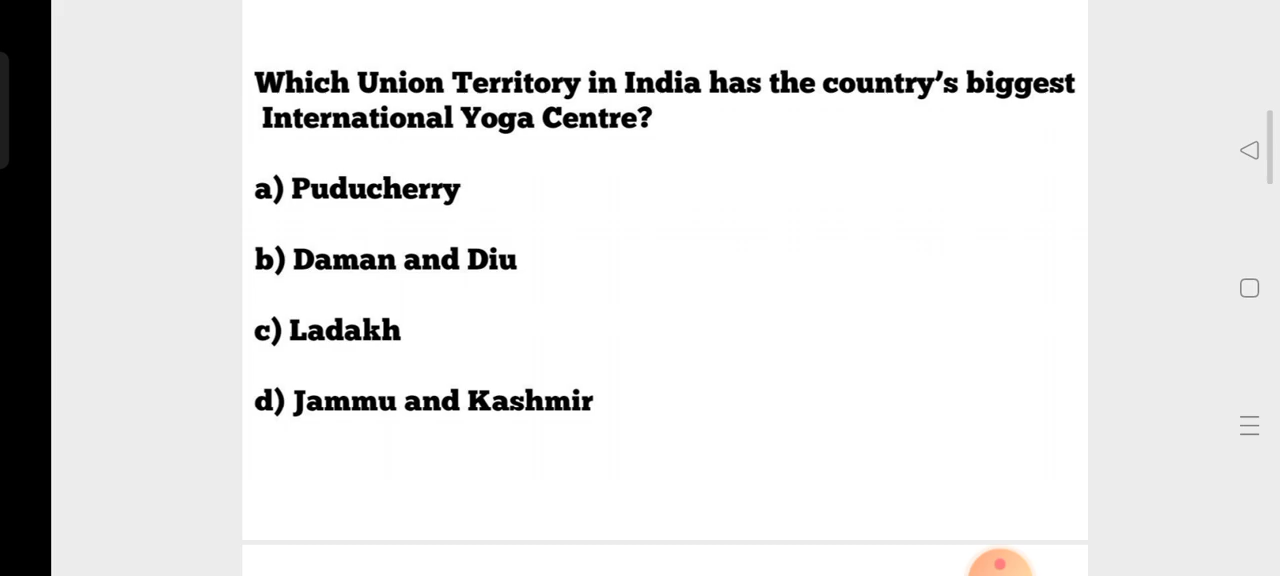 Which Union Territory in India has the country’s biggest
International Yoga Centre?
a) Puducherry
b) Daman and Diu
c) Ladakh
d) Jammu and Kashmir